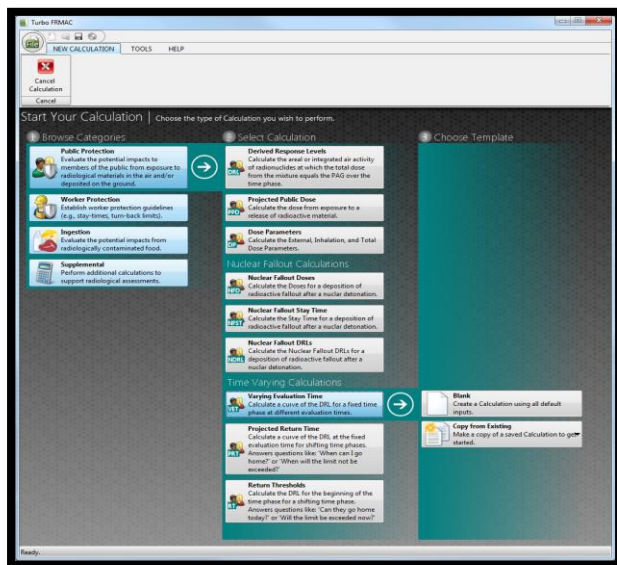 Turbo FRMAC
NEW CALCULATION TOOLS HELP
Cancel
Calculation
Cancel
Start Your Calculation | Choose the type of Calculation you wish to perform.
1 Browse Categories
Public Protection
Evaluate the potential impacts to
members of the public from exposure to
radiological materials in the air and/or
deposited on the ground.
Worker Protection
Establish worker protection guidelines
(e.g., stay-times, turn-back limits).
Ingestion
Evaluate the potential impacts from
radiologically contaminated food.
Supplemental
Perform additional calculations to
support radiological assessments.
2 Select Calculation
DRL
Derived Response Levels
Calculate the areal or integrated air activity
of radionuclides at which the total dose
from the mixture equals the PAG over the
time phase.
PPD
Projected Public Dose
Calculate the dose from exposure to a
release of radioactive material.
DP
Dose Parameters
Calculate the External, Inhalation, and Total
Dose Parameters.
Nuclear Fallout Calculations
NFD
Nuclear Fallout Doses
Calculate the Doses for a deposition of
radioactive fallout after a nuclar detonation.
NFST
Nuclear Fallout Stay Time
Calculate the Stay Time for a deposition of
radioactive fallout after a nuclar detonation.
NDRL
Nuclear Fallout DRLs
Calculate the Nuclear Fallout DRLs for a
deposition of radioactive fallout after a
nuclar detonation.
Time Varying Calculations
VET
Varying Evaluation Time
Calculate a curve of the DRL for a fixed time
phase at different evaluation times.
PRT
Projected Return Time
Calculate a curve of the DRL at the fixed
evaluation time for shifting time phases.
Answers questions like: 'When can I go
home?' or 'When will the limit not be
exceeded?'
RT
Return Thresholds
Calculate the DRL for the beginning of the
time phase for a shifting time phase.
Answers questions like: 'Can they go home
today?' or 'Will the limit be exceeded now?'
3 Choose Template
Blank
Create a Calculation using all default
inputs.
Copy from Existing
Make a copy of a saved Calculation to get
started.
Ready.